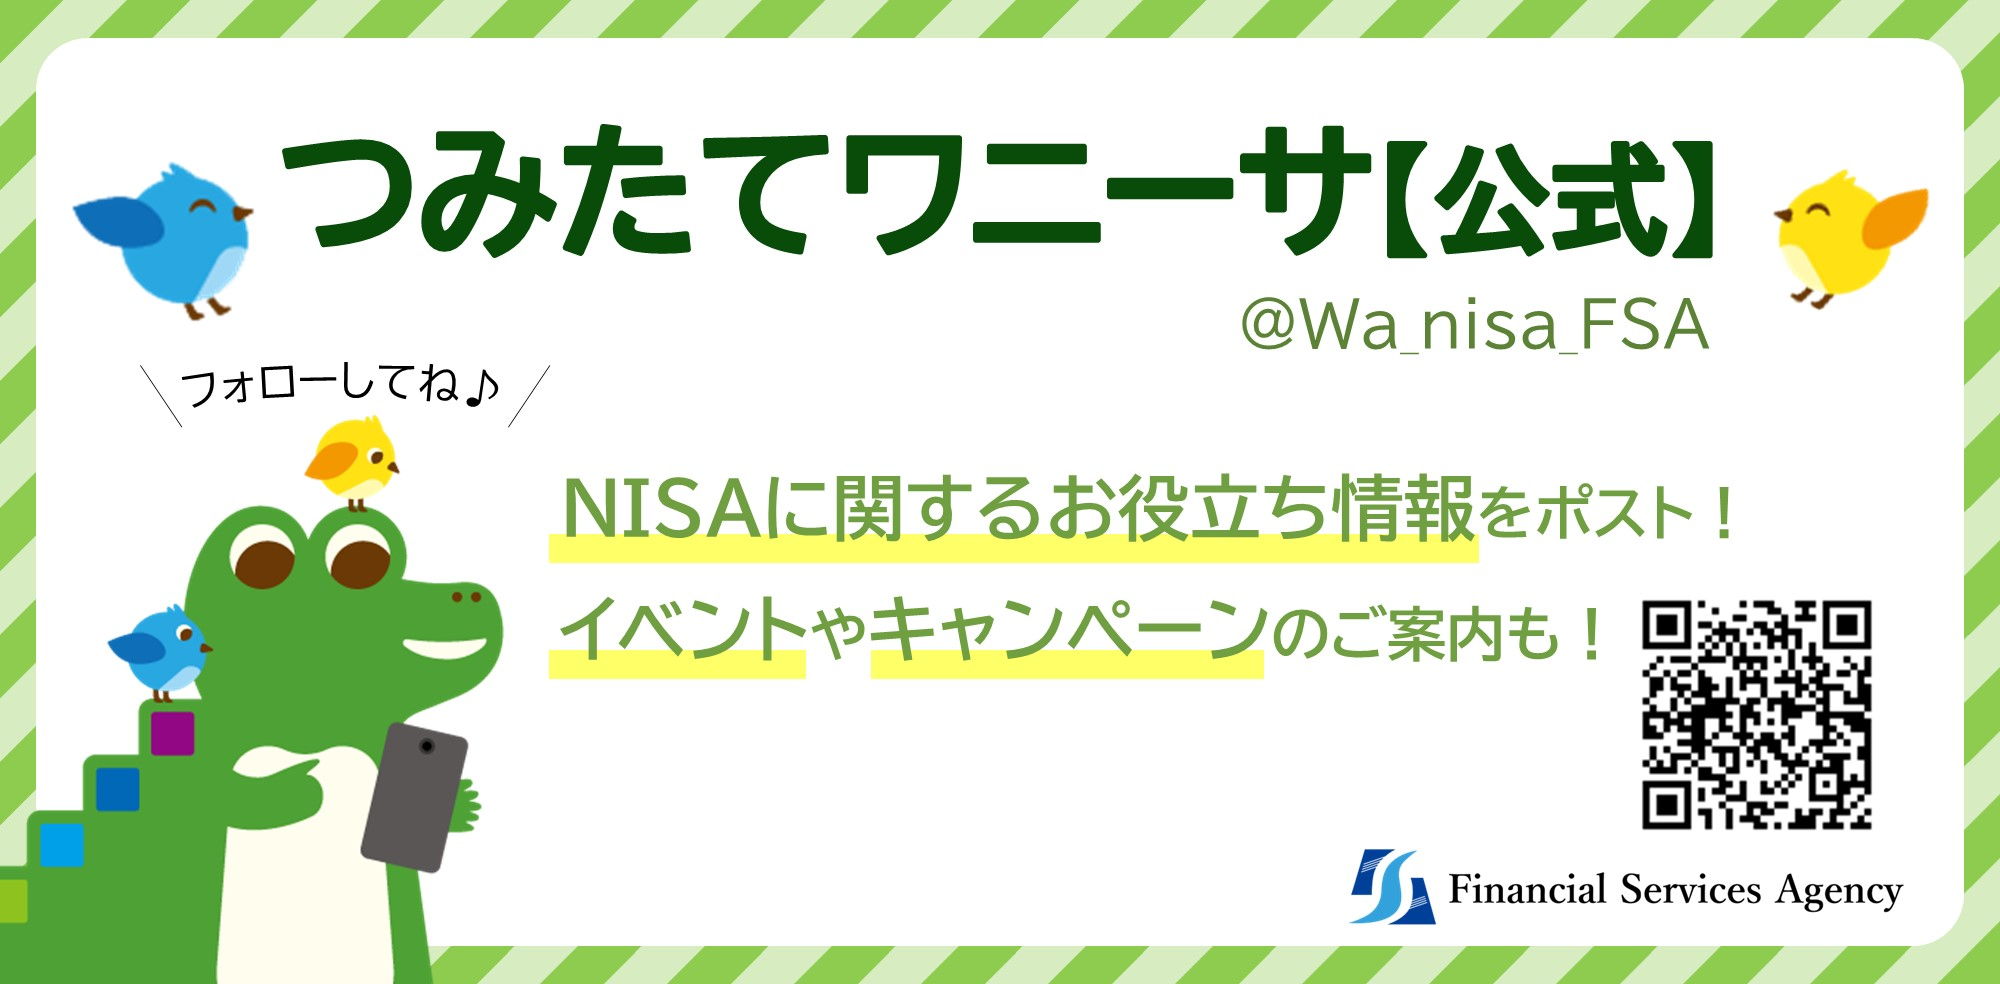 つみたてワニーサ【公式】
@Wa_nisa_FSA
フォローしてね♪
NISAに関するお役立ち情報をポスト！
イベントやキャンペーンのご案内も！
Financial Services Agency